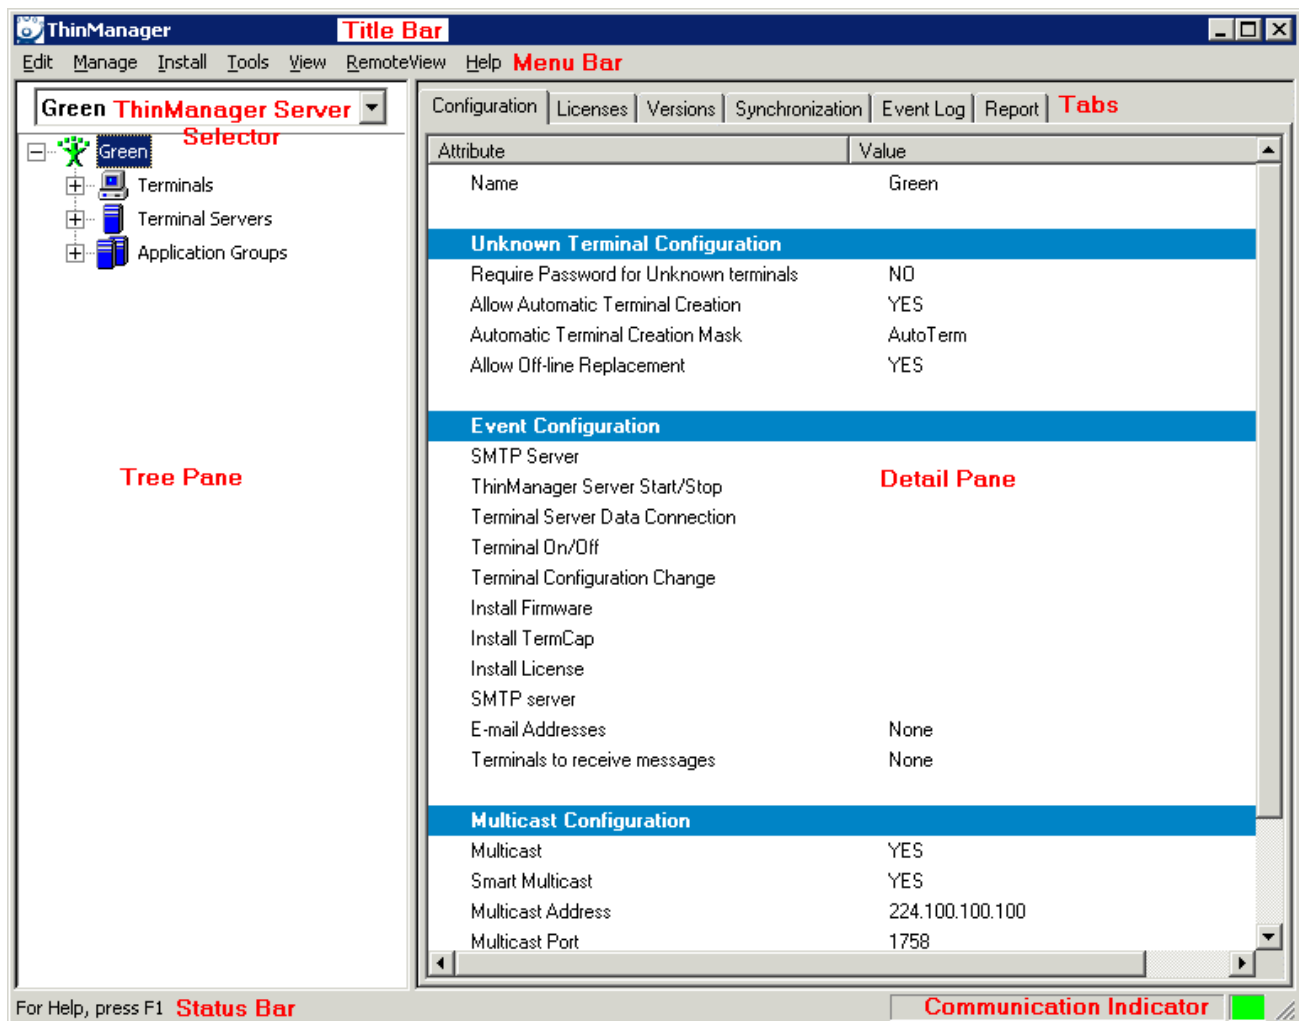 ThinManager Title Bar
Edit Manage Install Tools View RemoteView Help Menu Bar
Green ThinManager Server
Selector
Green
Terminals
Terminal Servers
Application Groups
Tree Pane
Configuration Licenses Versions Synchronization Event Log Report Tabs
Attribute Value
Name Green
Unknown Terminal Configuration
Require Password for Unknown terminals NO
Allow Automatic Terminal Creation YES
Automatic Terminal Creation Mask AutoTerm
Allow Off-line Replacement YES
Event Configuration
SMTP Server
Detail Pane
ThinManager Server Start/Stop
Terminal Server Data Connection
Terminal On/Off
Terminal Configuration Change
Install Firmware
Install TermCap
Install License
SMTP server
E-mail Addresses None
Terminals to receive messages None
Multicast Configuration
Multicast YES
Smart Multicast YES
Multicast Address 224.100.100.100
Multicast Port 1758
For Help, press F1 Status Bar Communication Indicator